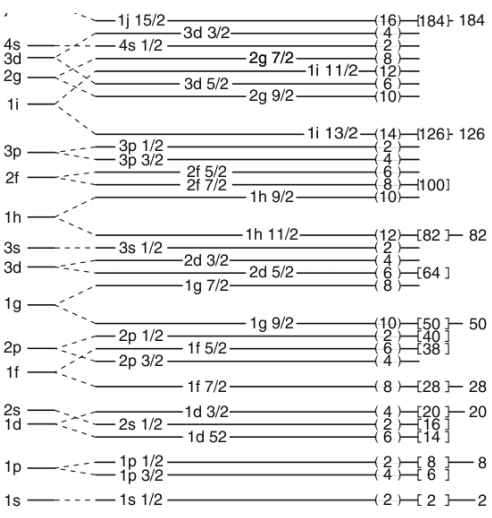 1j 15/2 (16) [184] 184
3d 3/2 (4)
4s 4s 1/2 (2)
3d 2g 7/2 (8)
1i 11/2 (12)
2g 3d 5/2 (6)
2g 9/2 (10)
1i
1i 13/2 (14) [126] 126
3p 3p 1/2 (2)
3p 3/2 (4)
2f 2f 5/2 (6)
2f 7/2 (8) [100]
1h 9/2 (10)
1h
1h 11/2 (12) [82] 82
3s 3s 1/2 (2)
3d 2d 3/2 (4)
2d 5/2 (6) [64]
1g 7/2 (8)
1g
1g 9/2 (10) [50] 50
2p 2p 1/2 (2) [40]
1f 5/2 (6) [38]
2p 3/2 (4)
1f
1f 7/2 (8) [28] 28
2s 1d 3/2 (4) [20] 20
1d 2s 1/2 (2) [16]
1d 52 (6) [14]
1p 1p 1/2 (2) [8] 8
1p 3/2 (4) [6]
1s 1s 1/2 (2) [2] 2